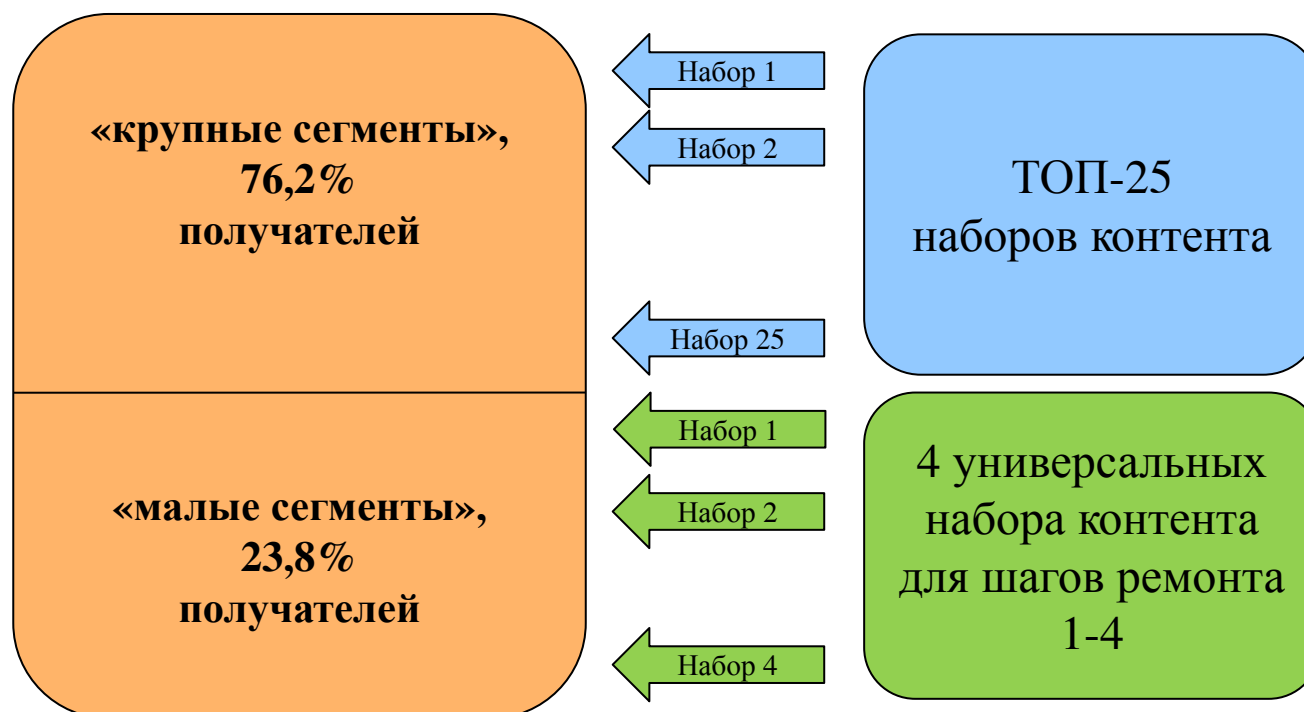 «крупные сегменты»,
76,2%
получателей
Набор 1
Набор 2
Набор 25
ТОП-25
наборов контента
«малые сегменты»,
23,8%
получателей
Набор 1
Набор 2
Набор 4
4 универсальных
набора контента
для шагов ремонта
1-4